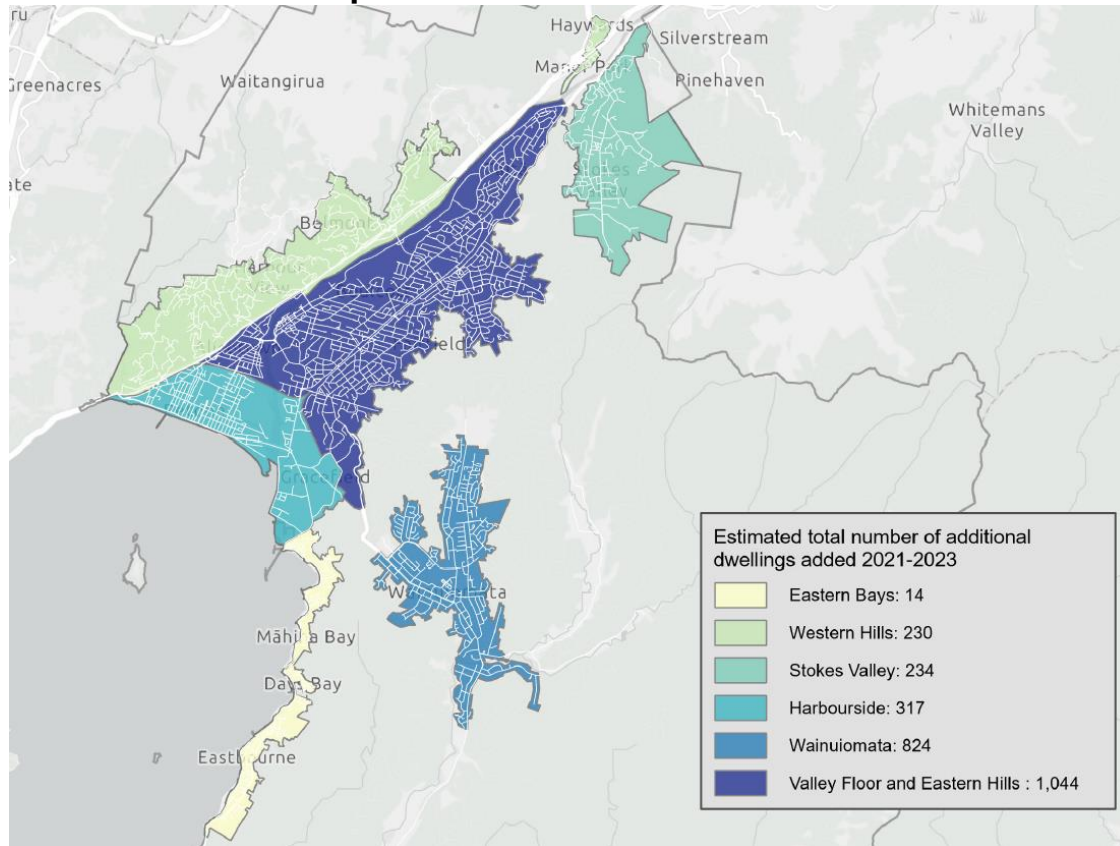 Haywards
Silverstream
Waitangirua
Greenacres
Pinehaven
Whitemans
Valley
Gracefield
Māhina Bay
Days Bay
Eastbourne
Estimated total number of additional
dwellings added 2021-2023
Eastern Bays: 14
Western Hills: 230
Stokes Valley: 234
Harbourside: 317
Wainuiomata: 824
Valley Floor and Eastern Hills : 1,044